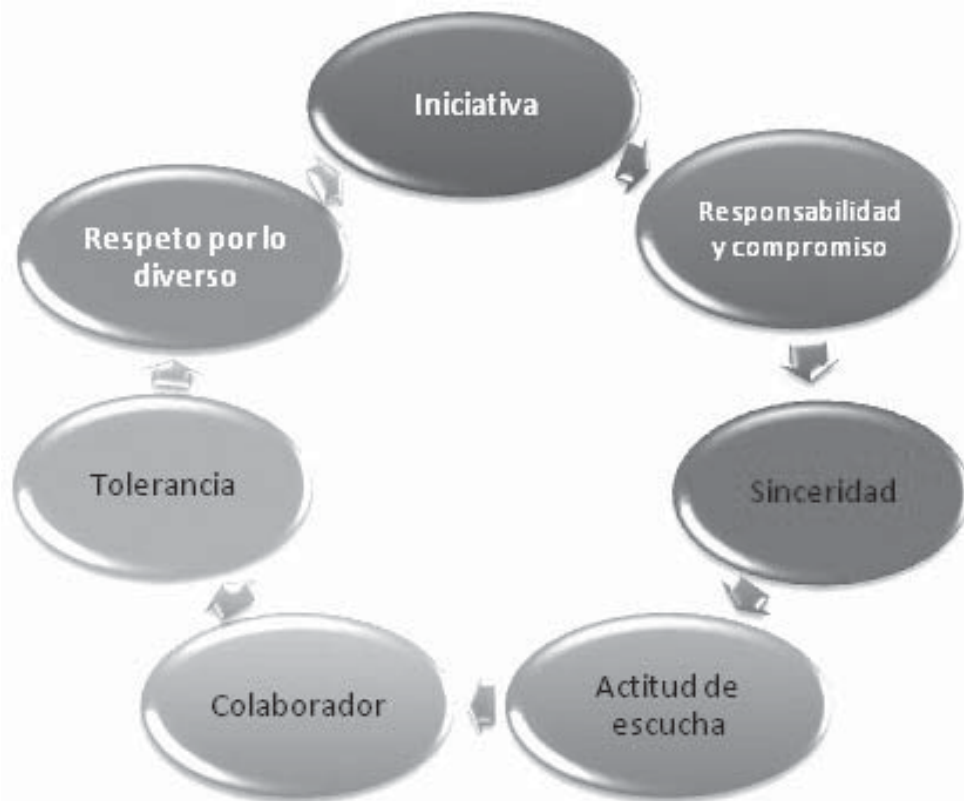 Iniciativa
Responsabilidad
y compromiso
Sinceridad
Actitud de
escucha
Colaborador
Tolerancia
Respeto por lo
diverso